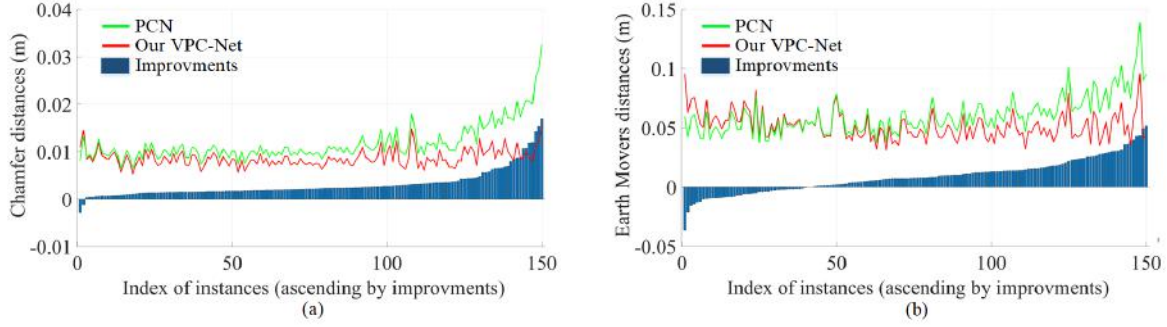 0.04
0.03
0.02
0.01
0
-0.01
Chamfer distances (m)
PCN
Our VPC-Net
Improvments
0
50
100
150
Index of instances (ascending by improvments)
(a)
0.15
0.1
0.05
0
-0.05
Earth Movers distances (m)
PCN
Our VPC-Net
Improvments
0
50
100
150
Index of instances (ascending by improvments)
(b)